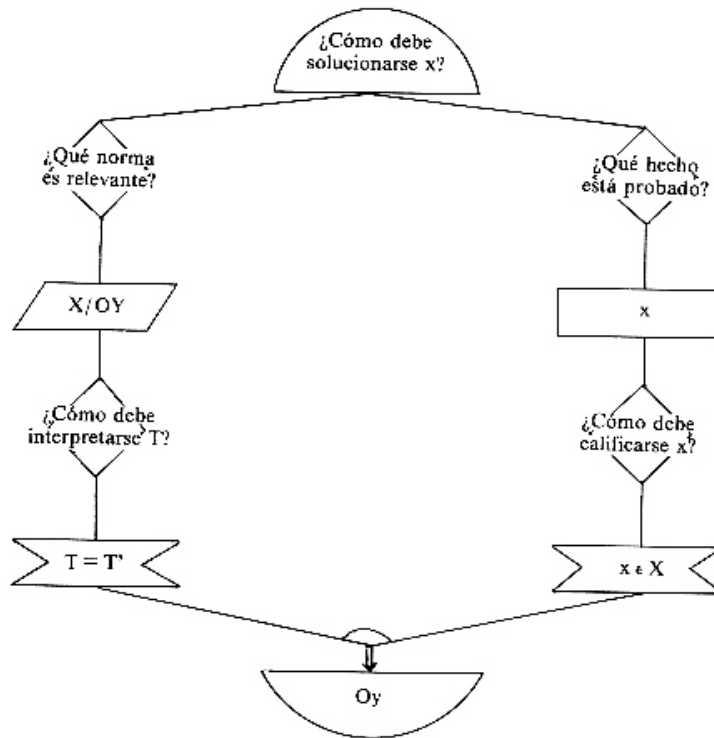 ¿Cómo debe
solucionarse x?
¿Qué norma
es relevante?
¿Qué hecho
está probado?
X/OY
x
¿Cómo debe
interpretarse T?
¿Cómo debe
calificarse x?
T = T'
x ϵ X
Oy